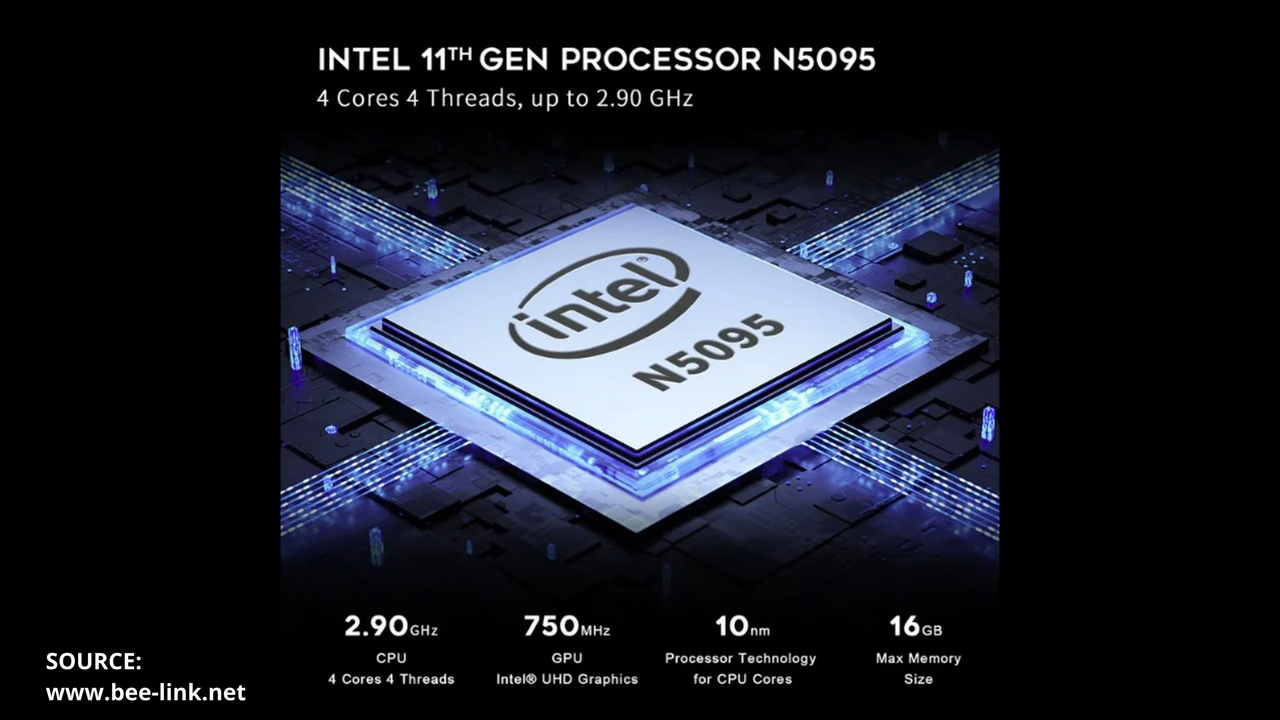 INTEL 11TH GEN PROCESSOR N5095
4 Cores 4 Threads, up to 2.90 GHz
intel®
N5095
2.90GHz
CPU
4 Cores 4 Threads
750MHz
GPU
Intel® UHD Graphics
10nm
Processor Technology
for CPU Cores
16GB
Max Memory
Size
SOURCE:
www.bee-link.net